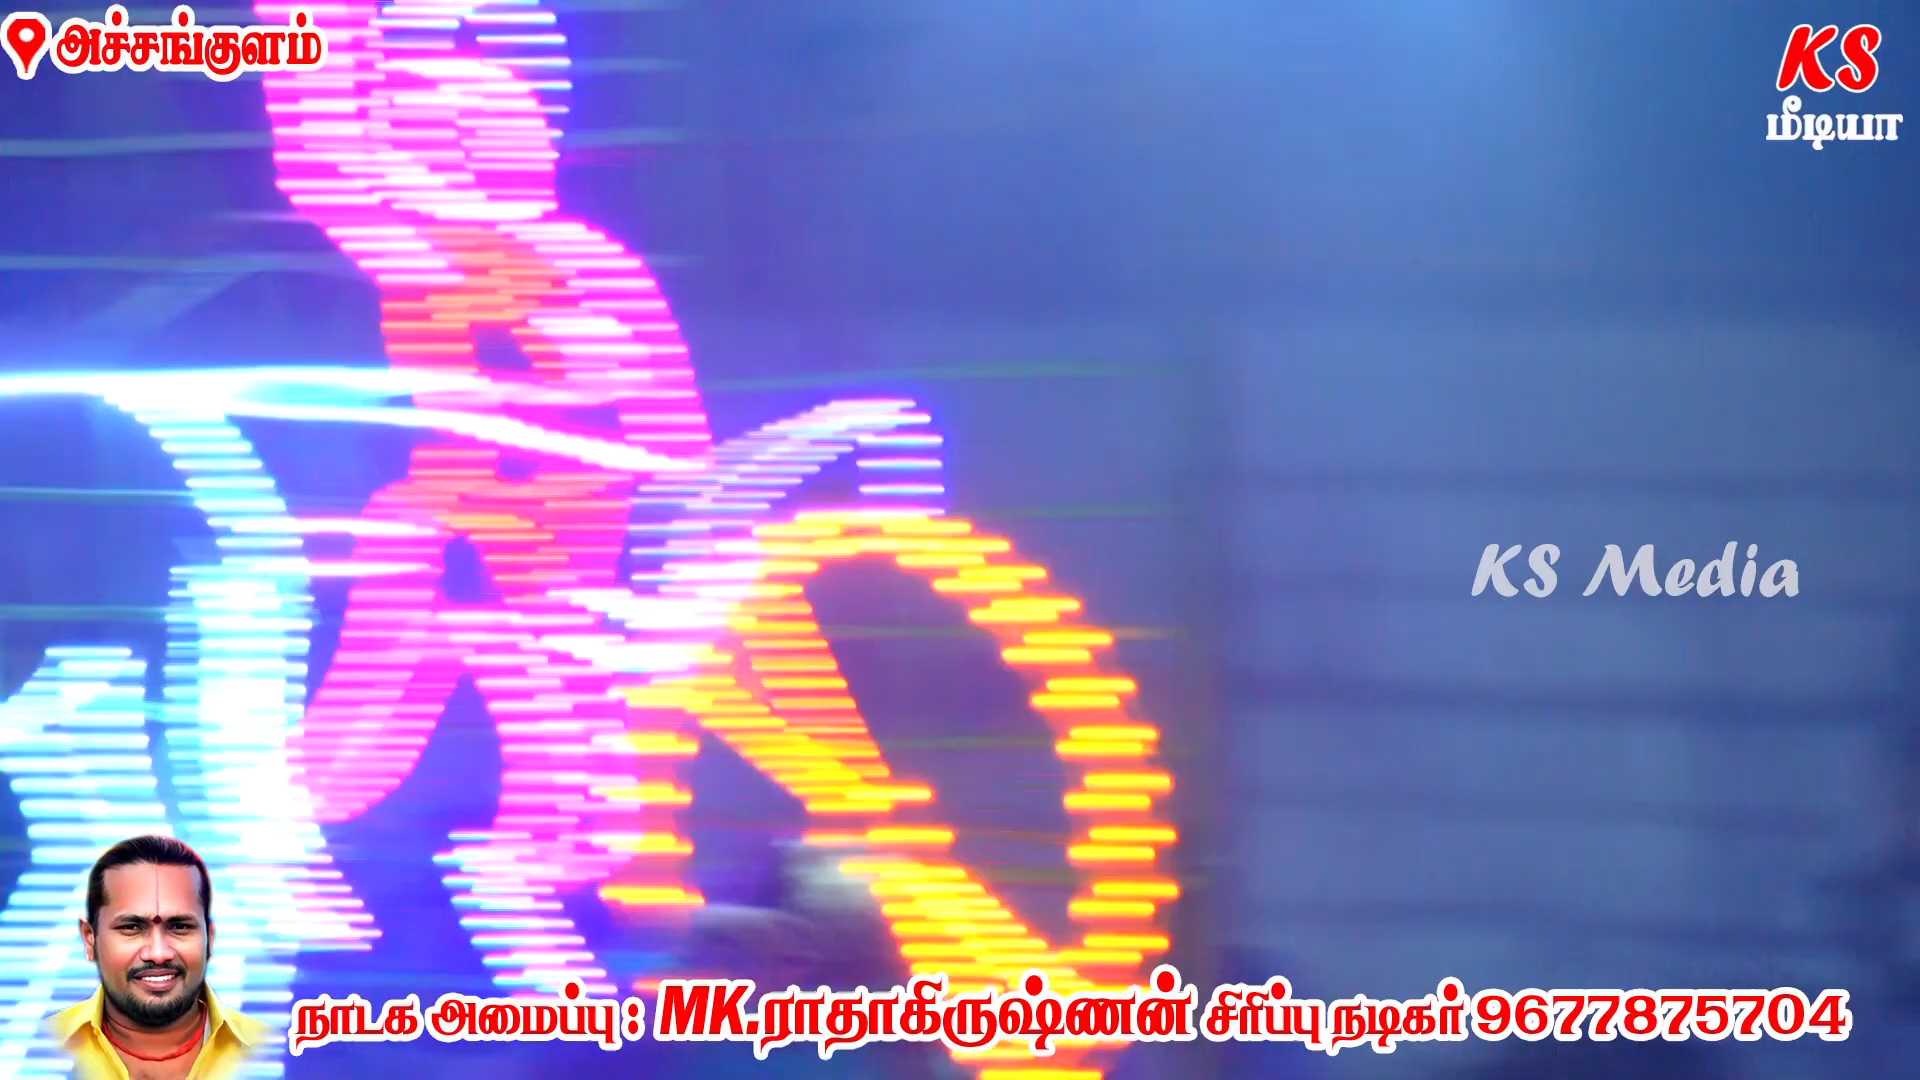 அச்சங்குளம்
KS
மீடியா
KS Media
நாடக அமைப்பு : MK.ராதாகிருஷ்ணன் சிரிப்பு நடிகர் 9677875704